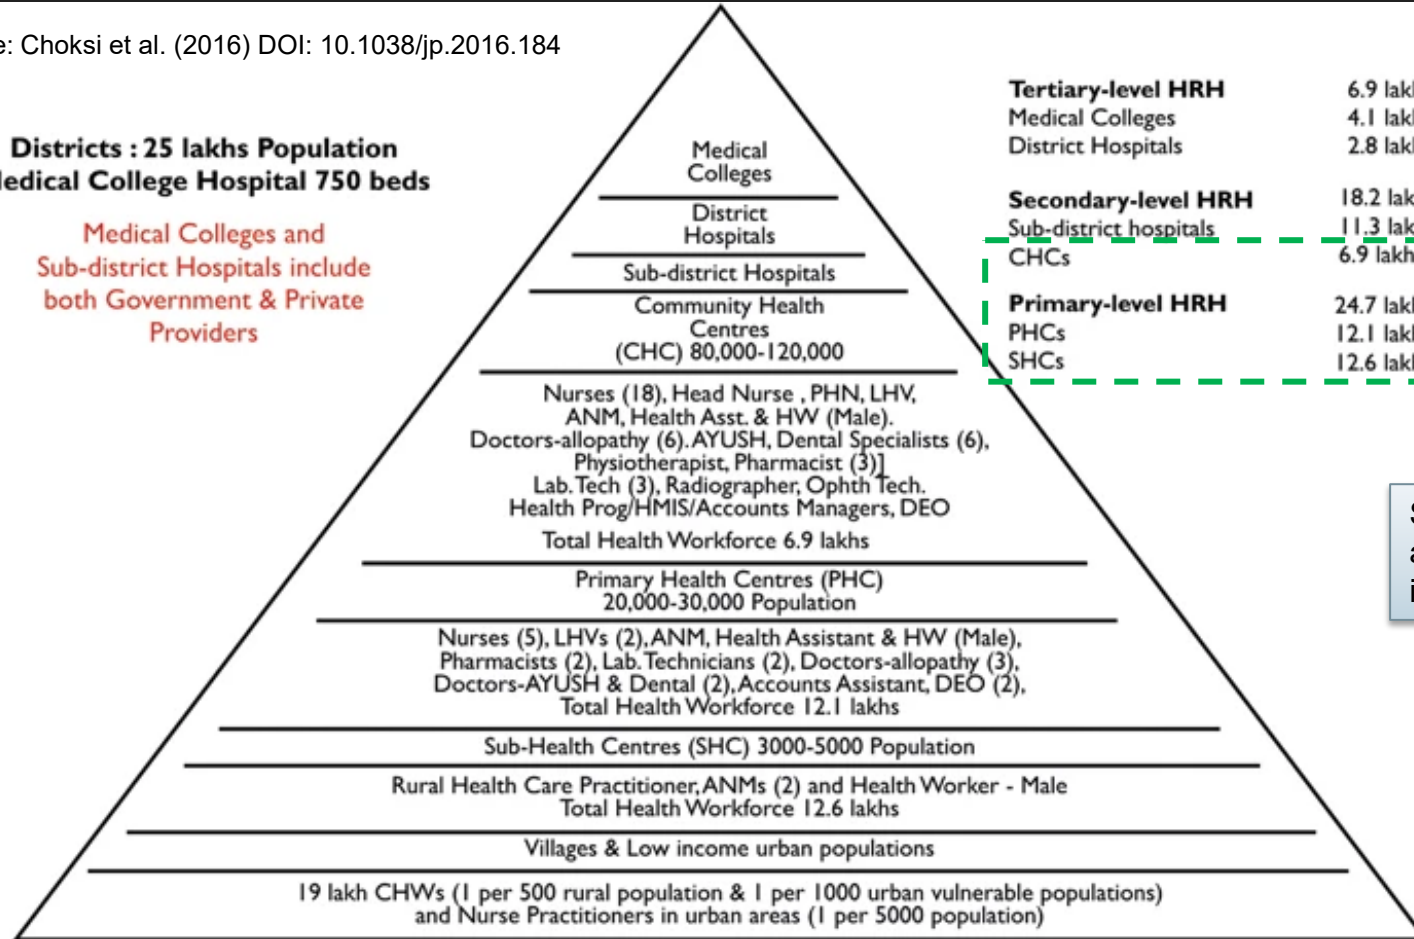 e: Choksi et al. (2016) DOI: 10.1038/jp.2016.184
Districts : 25 lakhs Population
Medical College Hospital 750 beds
Medical Colleges and
Sub-district Hospitals include
both Government & Private
Providers
Medical
Colleges
District
Hospitals
Sub-district Hospitals
Community Health
Centres
(CHC) 80,000-120,000
Nurses (18), Head Nurse , PHN, LHV,
ANM, Health Asst. & HW (Male).
Doctors-allopathy (6). AYUSH, Dental Specialists (6),
Physiotherapist, Pharmacist (3)]
Lab. Tech (3), Radiographer, Ophth Tech.
Health Prog/HMIS/Accounts Managers, DEO
Total Health Workforce 6.9 lakhs
Primary Health Centres (PHC)
20,000-30,000 Population
Nurses (5), LHVs (2), ANM, Health Assistant & HW (Male),
Pharmacists (2), Lab. Technicians (2), Doctors-allopathy (3),
Doctors-AYUSH & Dental (2), Accounts Assistant, DEO (2),
Total Health Workforce 12.1 lakhs
Sub-Health Centres (SHC) 3000-5000 Population
Rural Health Care Practitioner, ANMs (2) and Health Worker - Male
Total Health Workforce 12.6 lakhs
Villages & Low income urban populations
19 lakh CHWs (1 per 500 rural population & 1 per 1000 urban vulnerable populations)
and Nurse Practitioners in urban areas (1 per 5000 population)
Tertiary-level HRH 6.9 lakh
Medical Colleges 4.1 lakh
District Hospitals 2.8 lakh
Secondary-level HRH 18.2 lak
Sub-district hospitals 11.3 lak
CHCs 6.9 lakh
Primary-level HRH 24.7 lakh
PHCs 12.1 lakh
SHCs 12.6 lakh